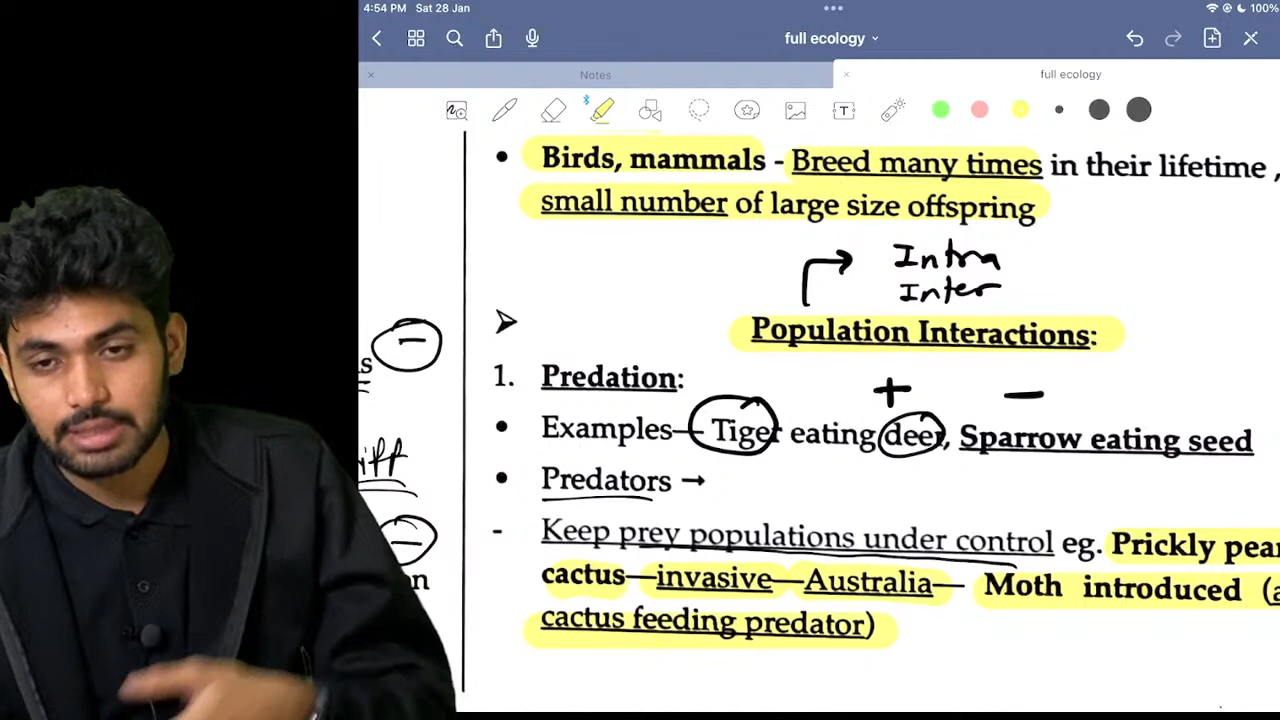 4:54 PM Sat 28 Jan
100%
full ecology
Notes
full ecology
T
• Birds, mammals - Breed many times in their lifetime ,
small number of large size offspring
Intra
Inter
➤ Population Interactions:
1. Predation:
+ −
• Examples— Tiger eating deer, Sparrow eating seed
• Predators →
- Keep prey populations under control eg. Prickly pear
cactus—invasive—Australia— Moth introduced (a
cactus feeding predator)